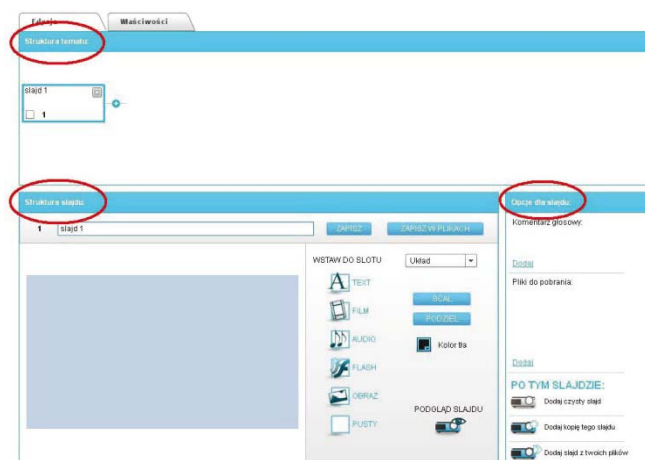 Edycja
Właściwości
Struktura tematu:
slajd 1
1
Struktura slajdu:
1
slajd 1
ZAPISZ
ZAPISZ W PLIKACH
WSTAW DO SLOTU
Układ
TEXT
FILM
AUDIO
FLASH
OBRAZ
PUSTY
SCAL
PODZIEL
Kolor tła
PODGLĄD SLAJDU
Opcje dla slajdu:
Komentarz głosowy:
Dodaj
Pliki do pobrania:
Dodaj
PO TYM SLAJDZIE:
Dodaj czysty slajd
Dodaj kopię tego slajdu
Dodaj slajd z twoich plików